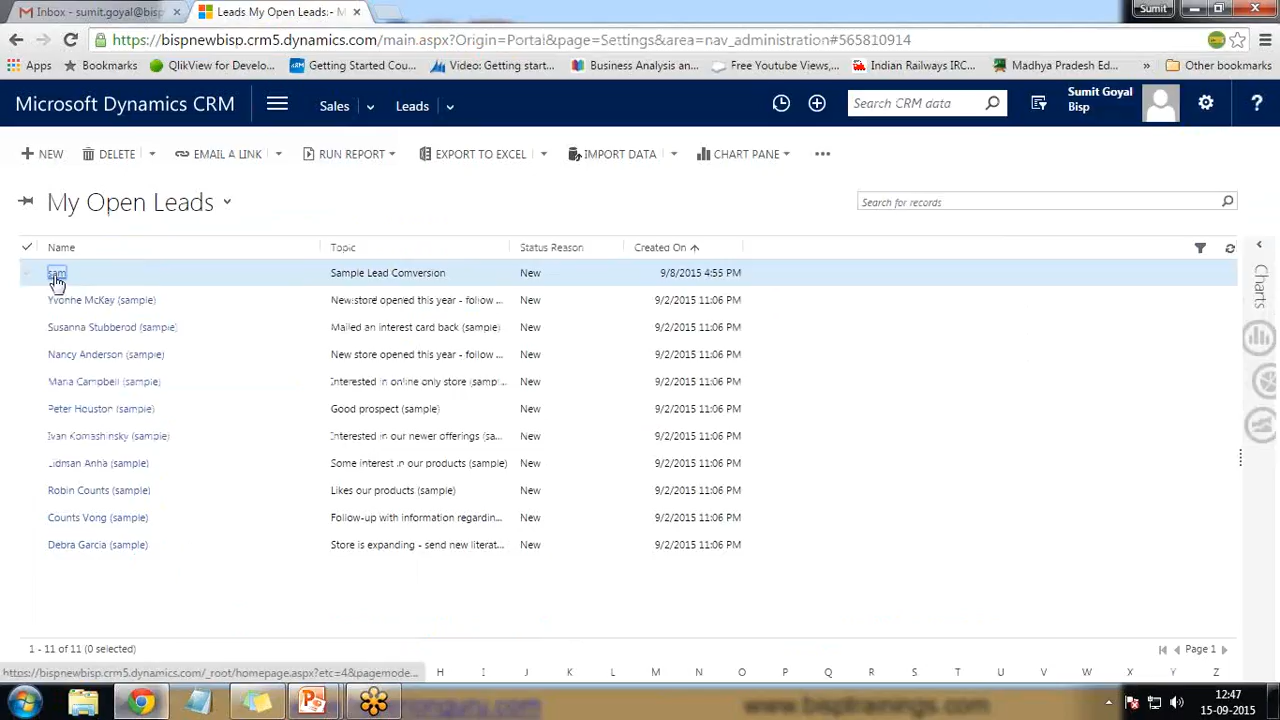 Inbox - sumit.goyal@bisp
Leads My Open Leads:- M
Sumit
https://bispnewbisp.crm5.dynamics.com/main.aspx?Origin=Portal&page=Settings&area=nav_administration#565810914
Apps Bookmarks QlikView for Develo... Getting Started Cou... Video: Getting start... Business Analysis an... Free Youtube Views,... Indian Railways IRC... Madhya Pradesh Ed... » Other bookmarks
Microsoft Dynamics CRM Sales Leads Search CRM data Sumit Goyal
Bisp
NEW DELETE EMAIL A LINK RUN REPORT EXPORT TO EXCEL IMPORT DATA CHART PANE
My Open Leads Search for records
Name Topic Status Reason Created On
sam Sample Lead Comversion New 9/8/2015 4:55 PM
Yvonne McKay (sample) New store opened this year - follow ... New 9/2/2015 11:06 PM
Susanna Stubberod (sample) Mailed an interest card back (sample) New 9/2/2015 11:06 PM
Nancy Anderson (sample) New store opened this year - follow ... New 9/2/2015 11:06 PM
Maria Campbell (sample) Interested in online only store (sampl... New 9/2/2015 11:06 PM
Peter Houston (sample) Good prospect (sample) New 9/2/2015 11:06 PM
Ivan Komashinsky (sample) Interested in our newer offerings (sa... New 9/2/2015 11:06 PM
Lidman Anha (sample) Some interest in our products (sample) New 9/2/2015 11:06 PM
Robin Counts (sample) Likes our products (sample) New 9/2/2015 11:06 PM
Counts Vong (sample) Follow-up with information regardin... New 9/2/2015 11:06 PM
Debra Garcia (sample) Store is expanding - send new literat... New 9/2/2015 11:06 PM
Charts
1 - 11 of 11 (0 selected) Page 1
https://bispnewbisp.crm5.dynamics.com/_root/homepage.aspx?etc=4&pagemode... H I J K L M N O P Q R S T U V W X Y Z
12:47
15-09-2015